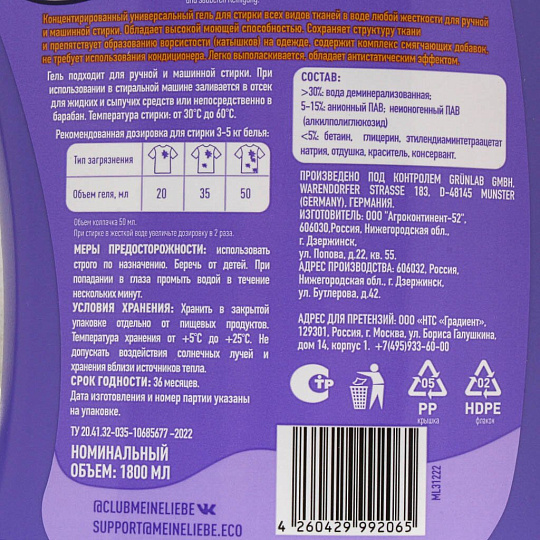 Концентрированный универсальный гель для стирки всех видов тканей в воде любой жесткости для ручной
и машинной стирки. Обладает высокой моющей способностью. Сохраняет структуру ткани
и препятствует образованию ворсистости (катышков) на одежде, содержит комплекс смягчающих добавок,
не требует использования кондиционера. Легко выполаскивается, обладает антистатическим эффектом.
Гель подходит для ручной и машинной стирки. При
использовании в стиральной машине заливается в отсек
для жидких и сыпучих средств или непосредственно в
барабан. Температура стирки: от 30°С до 60°С.
Рекомендованная дозировка для стирки 3–5 кг белья:
Тип загрязнения
Объем геля, мл 20 35 50
Объем колпачка 50 мл.
При стирке в жесткой воде увеличьте дозировку в 2 раза.
МЕРЫ ПРЕДОСТОРОЖНОСТИ: использовать
строго по назначению. Беречь от детей. При
попадании в глаза промыть водой в течение
нескольких минут.
УСЛОВИЯ ХРАНЕНИЯ: Хранить в закрытой
упаковке отдельно от пищевых продуктов.
Температура хранения от +5°С до +25°С. Не
допускать воздействия солнечных лучей и
хранения вблизи источников тепла.
СРОК ГОДНОСТИ: 36 месяцев.
Дата изготовления и номер партии указаны
на упаковке.
ТУ 20.41.32-035-10685677-2022
НОМИНАЛЬНЫЙ
ОБЪЕМ: 1800 МЛ
@CLUBMEINELIEBE
SUPPORT@MEINELIEBE.ECO
СОСТАВ:
>30%: вода деминерализованная;
5–15%: анионный ПАВ; неионогенный ПАВ
(алкилполиглюкозид)
<5%: бетаин, глицерин, этилендиаминтетраацетат
натрия, отдушка, краситель, консервант.
ПРОИЗВЕДЕНО ПОД КОНТРОЛЕМ GRÜNLAB GMBH,
WARENDORFER STRASSE 183, D-48145 MUNSTER
(GERMANY), ГЕРМАНИЯ.
ИЗГОТОВИТЕЛЬ: ООО "Агроконтинент-52",
606030,Россия, Нижегородская обл.,
г. Дзержинск,
ул. Попова, д.22, кв. 55.
АДРЕС ПРОИЗВОДСТВА: 606032, Россия,
Нижегородская обл., г. Дзержинск,
ул. Бутлерова, д.42.
АДРЕС ДЛЯ ПРЕТЕНЗИЙ: ООО «НТС «Градиент»,
129301, Россия, г. Москва, ул. Бориса Галушкина,
дом 14, корпус 1. +7(495)933-60-00
05 02
PP HDPE
крышка флакон
ML31222
4 260429 992065